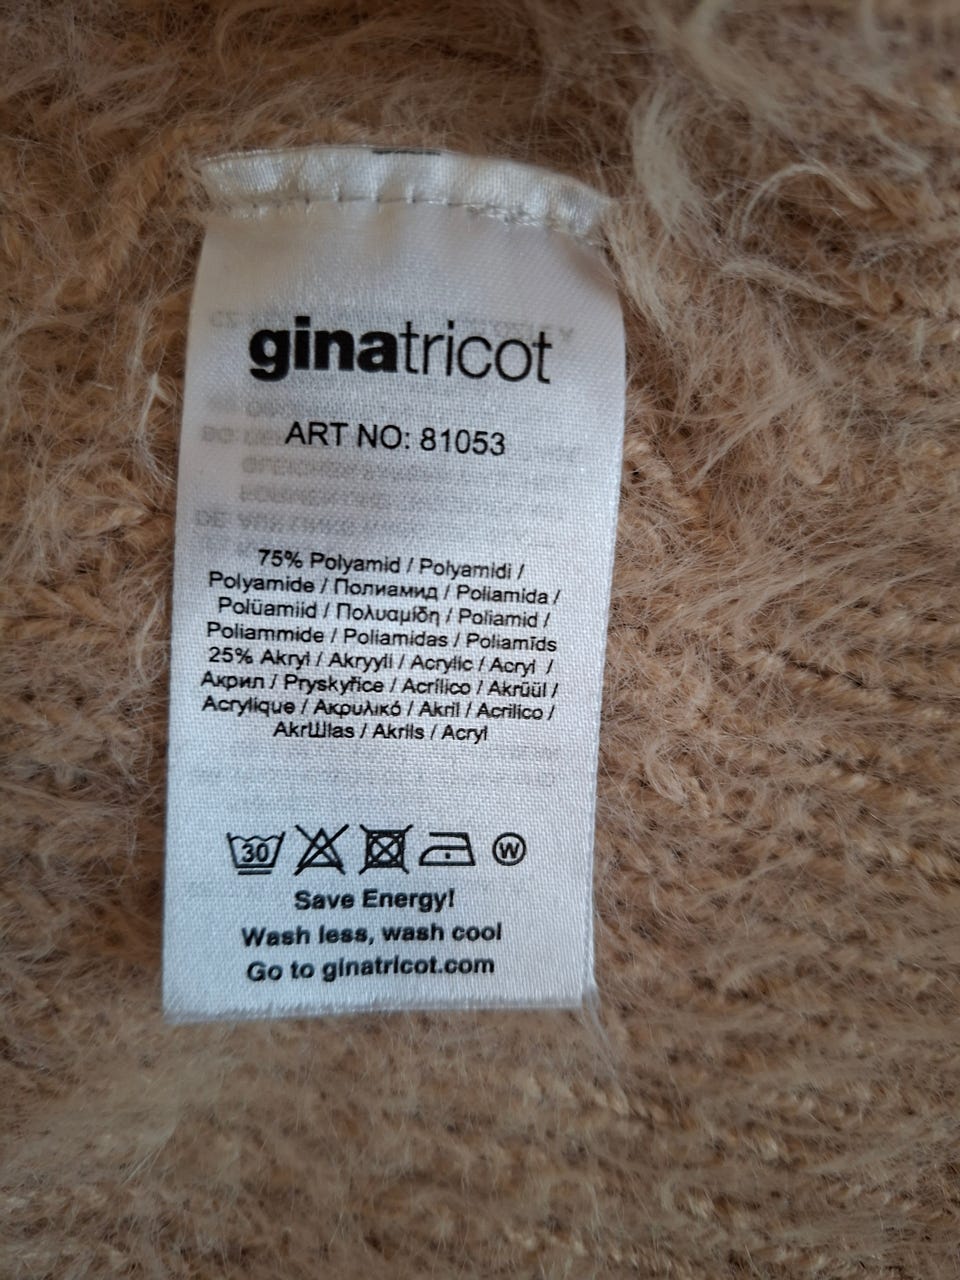 ginatricot
ART NO: 81053
75% Polyamid / Polyamidi /
Polyamide / Полиамид / Poliamida /
Polüamiid / Πολυαμίδη / Poliamid /
Poliammide / Poliamidas / Poliamīds
25% Akryl / Akryyli / Acrylic / Acryl /
Акрил / Pryskyřice / Acrílico / Akrüül /
Acrylique / Ακρυλικό / Akril / Acrilico /
AkrШlas / Akrils / Acryl
30
W
Save Energy!
Wash less, wash cool
Go to ginatricot.com